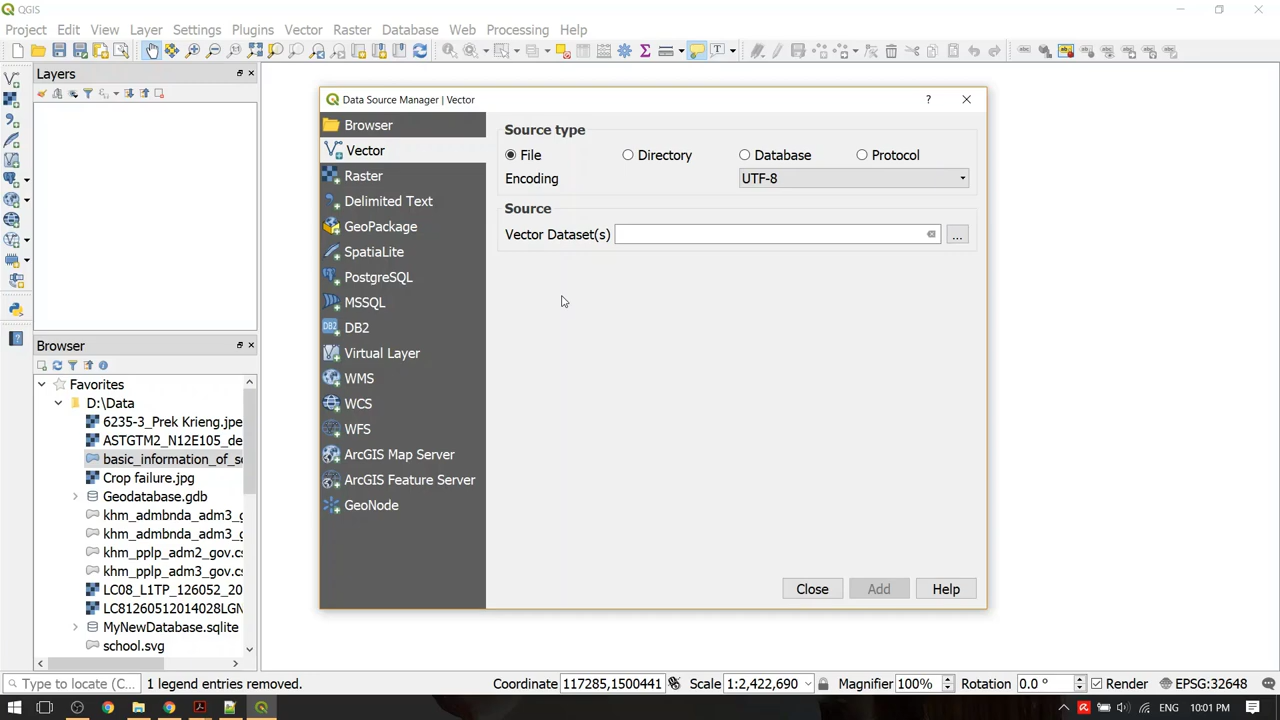 QGIS
Project Edit View Layer Settings Plugins Vector Raster Database Web Processing Help
Layers
Data Source Manager | Vector
Browser
Vector
Raster
Delimited Text
GeoPackage
SpatiaLite
PostgreSQL
MSSQL
DB2
Virtual Layer
WMS
WCS
WFS
ArcGIS Map Server
ArcGIS Feature Server
GeoNode
Source type
File Directory Database Protocol
Encoding UTF-8
Source
Vector Dataset(s) ...
Close Add Help
Browser
Favorites
D:\Data
6235-3_Prek Krieng.jpe
ASTGTM2_N12E105_de
basic_information_of_s
Crop failure.jpg
Geodatabase.gdb
khm_admbnda_adm3_g
khm_admbnda_adm3_g
khm_pplp_adm2_gov.cs
khm_pplp_adm3_gov.cs
LC08_L1TP_126052_20
LC81260512014028LGN
MyNewDatabase.sqlite
school.svg
Type to locate (C... 1 legend entries removed. Coordinate 117285,1500441 Scale 1:2,422,690 Magnifier 100% Rotation 0.0 ° Render EPSG:32648
ENG 10:01 PM